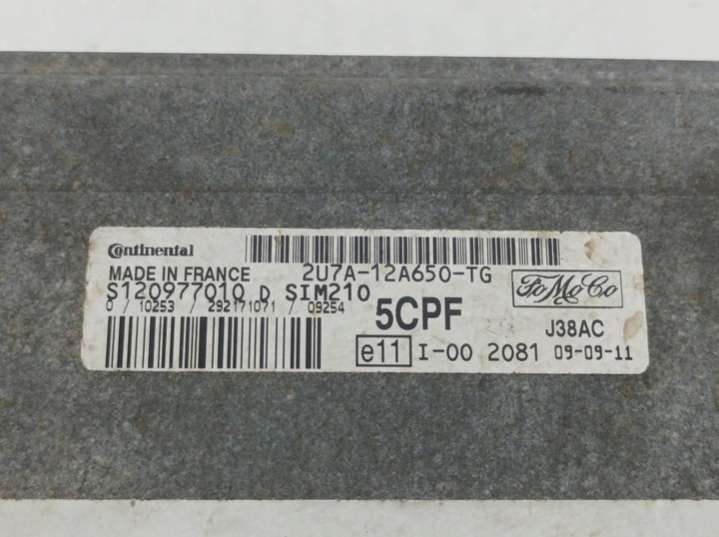 Continental
MADE IN FRANCE 2U7A-12A650-TG
S120977010 D SIM210
0 / 10253 / 292171071 / 09254
FoMoCo
5CPF J38AC
e11 I-00 2081 09-09-11